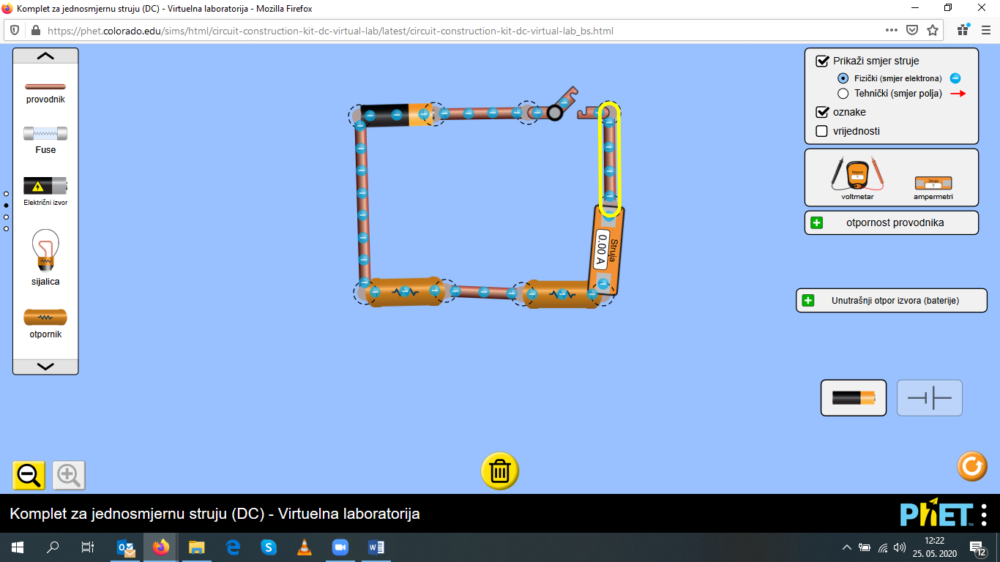 Komplet za jednosmjernu struju (DC) - Virtuelna laboratorija - Mozilla Firefox
https://phet.colorado.edu/sims/html/circuit-construction-kit-dc-virtual-lab/latest/circuit-construction-kit-dc-virtual-lab_bs.html
provodnik
Fuse
Električni izvor
sijalica
otpornik
Struja
0.00 A
Prikaži smjer struje
Fizički (smjer elektrona)
Tehnički (smjer polja)
oznake
vrijednosti
Napon
?
voltmetar
Struja
?
ampermetri
otpornost provodnika
Unutrašnji otpor izvora (baterije)
Komplet za jednosmjernu struju (DC) - Virtuelna laboratorija
PhET
TM
12:22
25. 05. 2020
12